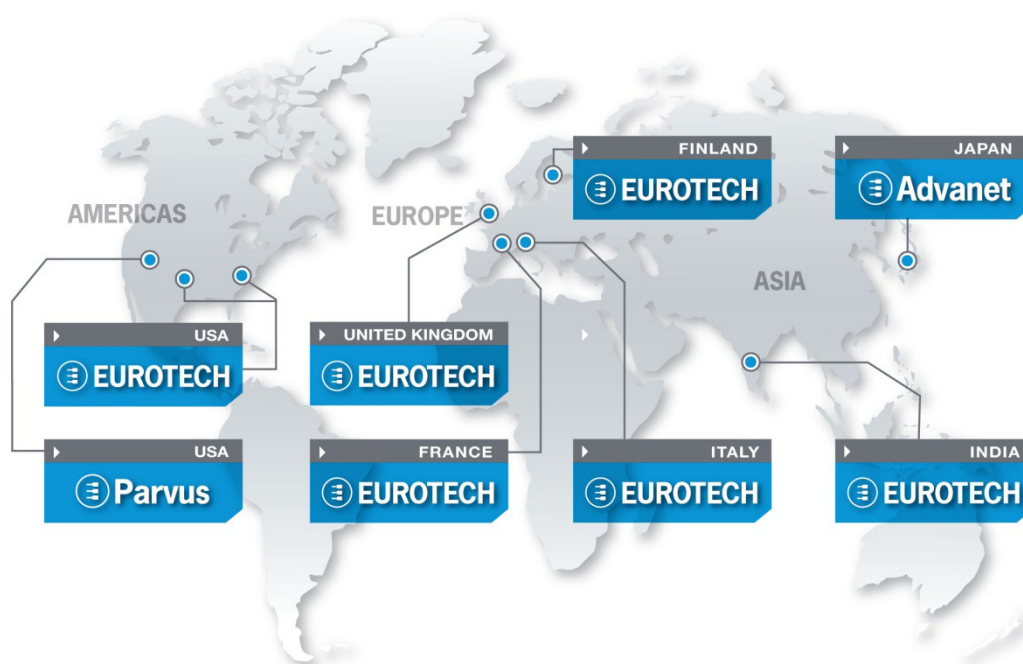 FINLAND
EUROTECH
JAPAN
Advanet
AMERICAS
EUROPE
ASIA
USA
EUROTECH
UNITED KINGDOM
EUROTECH
USA
Parvus
FRANCE
EUROTECH
ITALY
EUROTECH
INDIA
EUROTECH